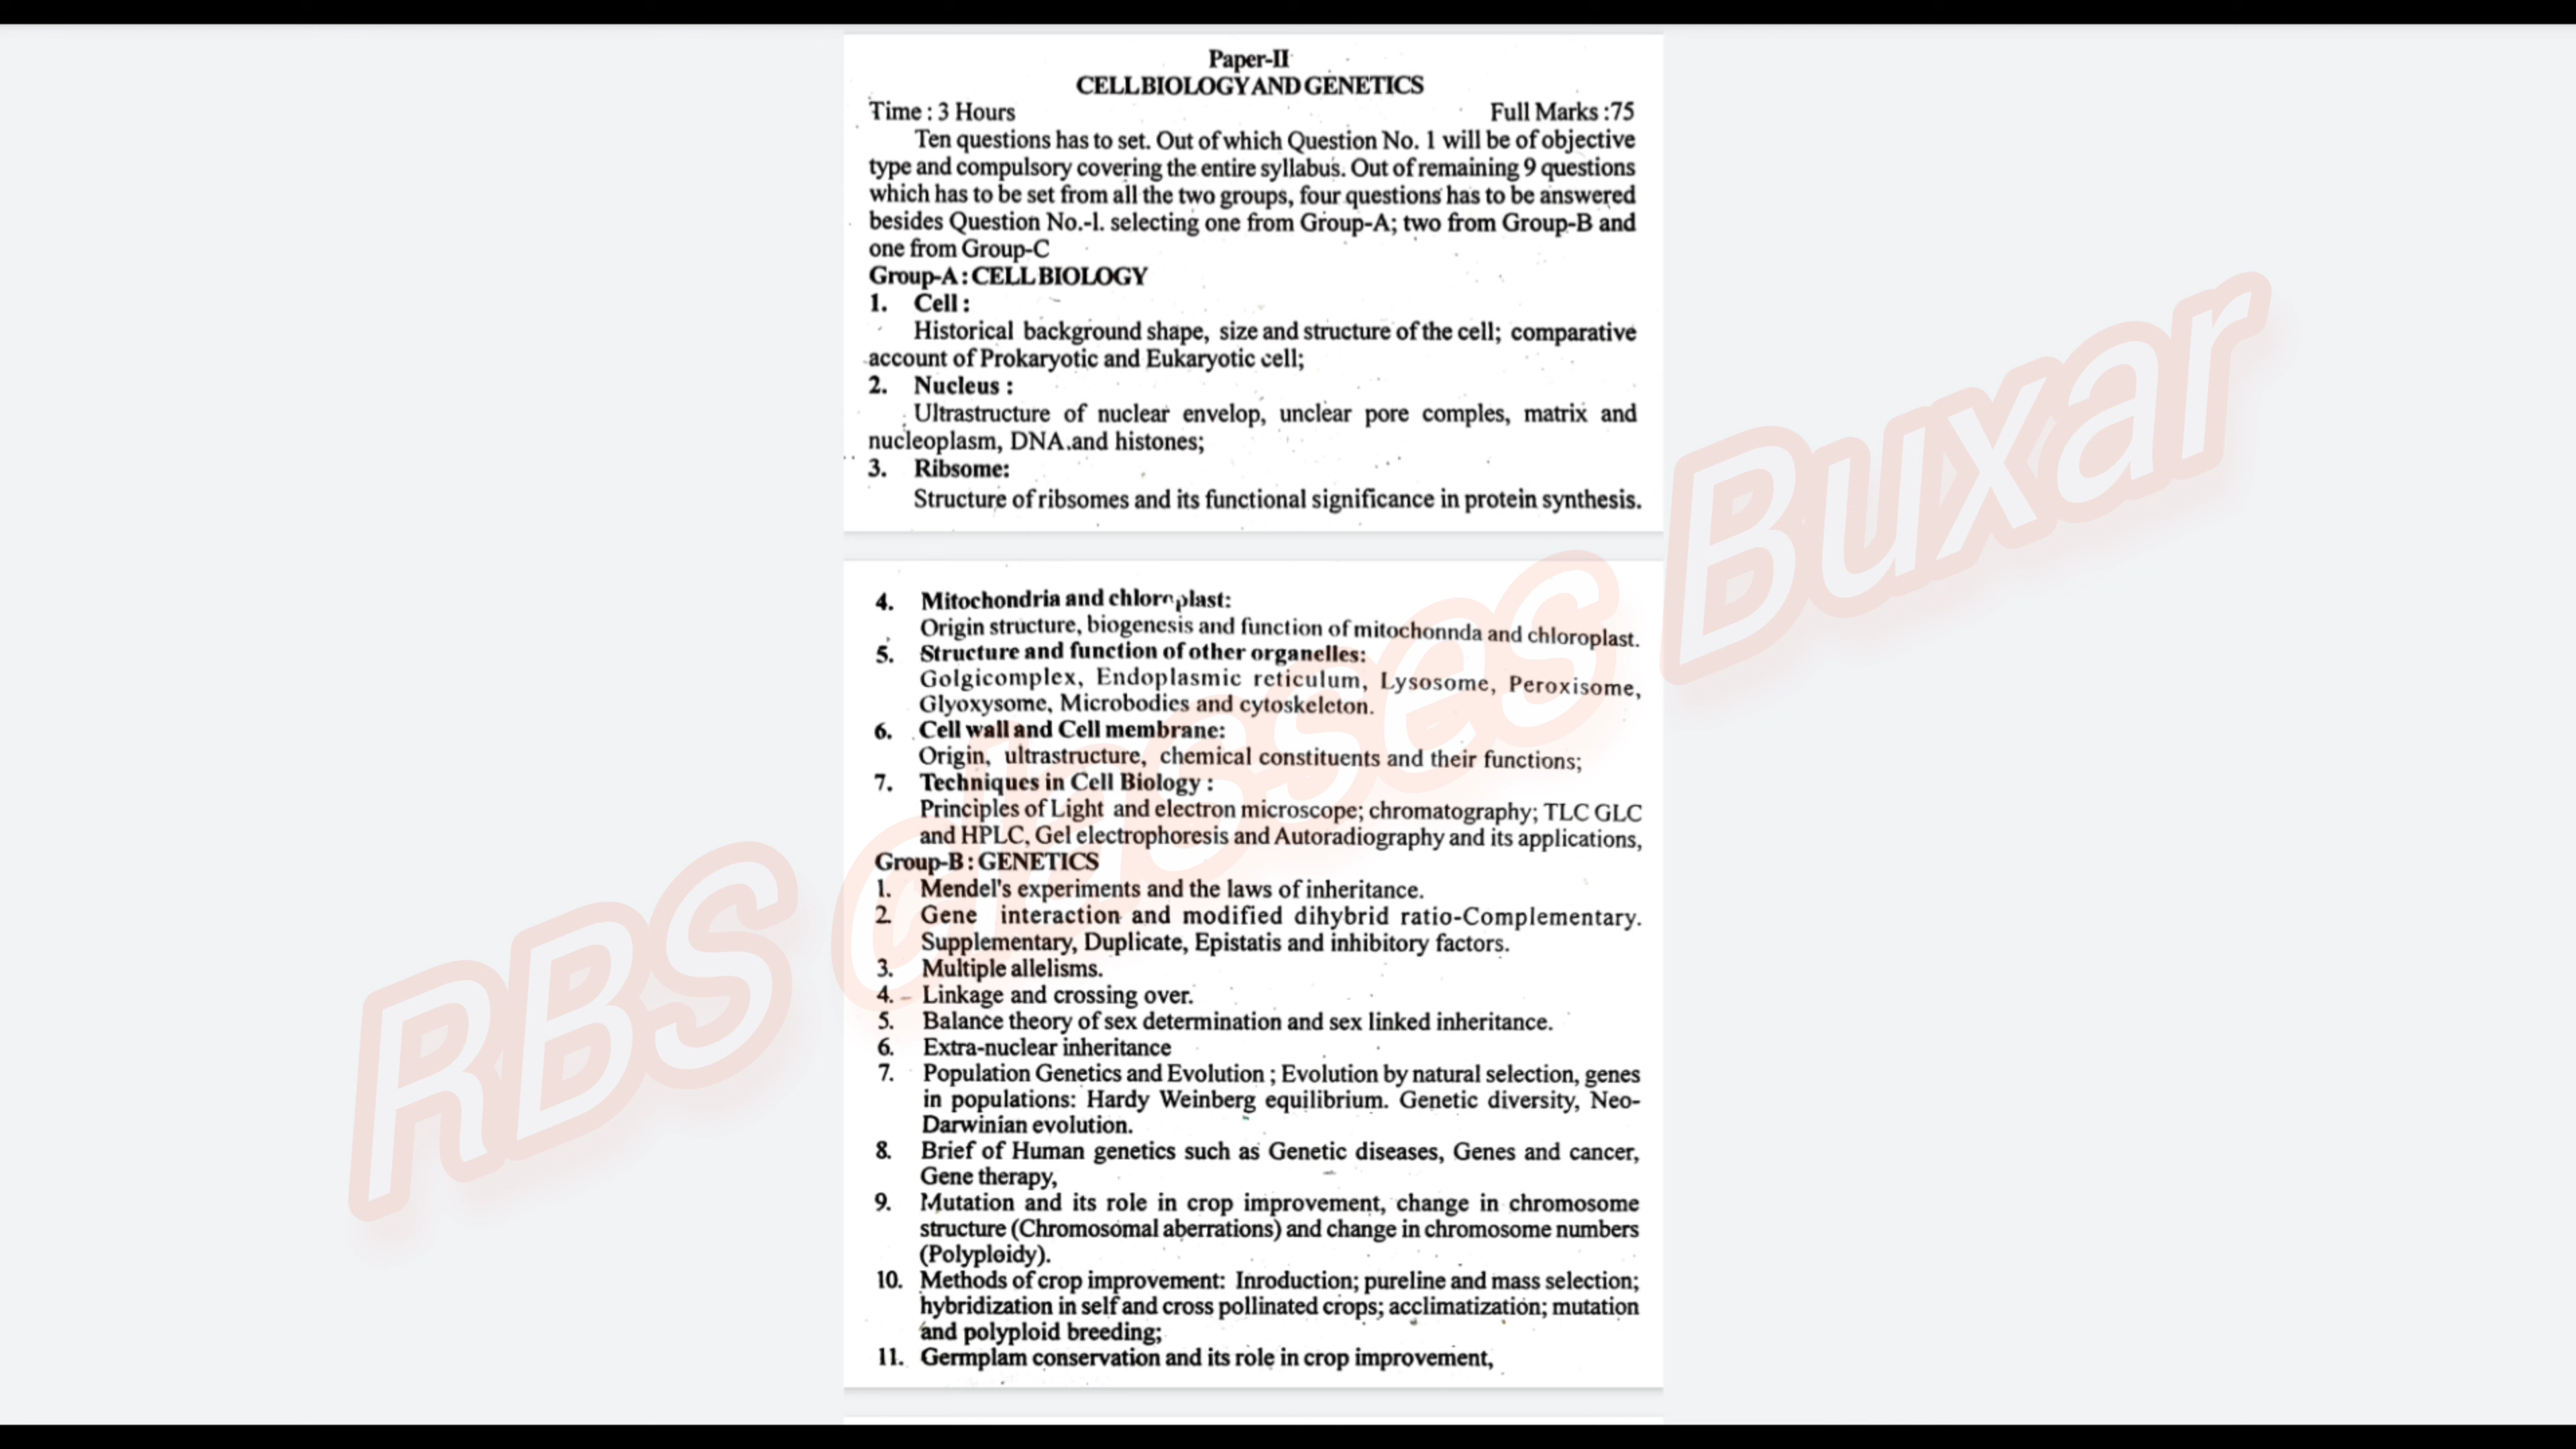 Paper-II
CELL BIOLOGY AND GENETICS
Time : 3 Hours Full Marks :75
Ten questions has to set. Out of which Question No. 1 will be of objective
type and compulsory covering the entire syllabus. Out of remaining 9 questions
which has to be set from all the two groups, four questions has to be answered
besides Question No.-l. selecting one from Group-A; two from Group-B and
one from Group-C
Group-A : CELL BIOLOGY
1. Cell :
Historical background shape, size and structure of the cell; comparative
account of Prokaryotic and Eukaryotic cell;
2. Nucleus :
Ultrastructure of nuclear envelop, unclear pore comples, matrix and
nucleoplasm, DNA.and histones;
3. Ribsome:
Structure of ribsomes and its functional significance in protein synthesis.
4. Mitochondria and chloroplast:
Origin structure, biogenesis and function of mitochonnda and chloroplast.
5. Structure and function of other organelles:
Golgicomplex, Endoplasmic reticulum, Lysosome, Peroxisome,
Glyoxysome, Microbodies and cytoskeleton.
6. Cell wall and Cell membrane:
Origin, ultrastructure, chemical constituents and their functions;
7. Techniques in Cell Biology :
Principles of Light and electron microscope; chromatography; TLC GLC
and HPLC, Gel electrophoresis and Autoradiography and its applications,
Group-B : GENETICS
1. Mendel's experiments and the laws of inheritance.
2. Gene interaction and modified dihybrid ratio-Complementary.
Supplementary, Duplicate, Epistatis and inhibitory factors.
3. Multiple allelisms.
4. – Linkage and crossing over.
5. Balance theory of sex determination and sex linked inheritance.
6. Extra-nuclear inheritance
7. Population Genetics and Evolution ; Evolution by natural selection, genes
in populations: Hardy Weinberg equilibrium. Genetic diversity, Neo-
Darwinian evolution.
8. Brief of Human genetics such as Genetic diseases, Genes and cancer,
Gene therapy,
9. Mutation and its role in crop improvement, change in chromosome
structure (Chromosomal aberrations) and change in chromosome numbers
(Polyploidy).
10. Methods of crop improvement: Inroduction; pureline and mass selection;
hybridization in self and cross pollinated crops; acclimatization; mutation
and polyploid breeding;
11. Germplam conservation and its role in crop improvement,
RBS classes Buxar